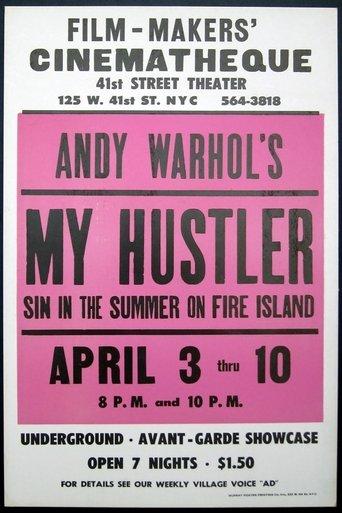 FILM-MAKERS'
CINEMATHEQUE
41st STREET THEATER
125 W. 41st ST. NYC 564-3818
ANDY WARHOL'S
MY HUSTLER
SIN IN THE SUMMER ON FIRE ISLAND
APRIL 3 thru 10
8 P.M. and 10 P.M.
UNDERGROUND · AVANT-GARDE SHOWCASE
OPEN 7 NIGHTS · $1.50
FOR DETAILS SEE OUR WEEKLY VILLAGE VOICE "AD"